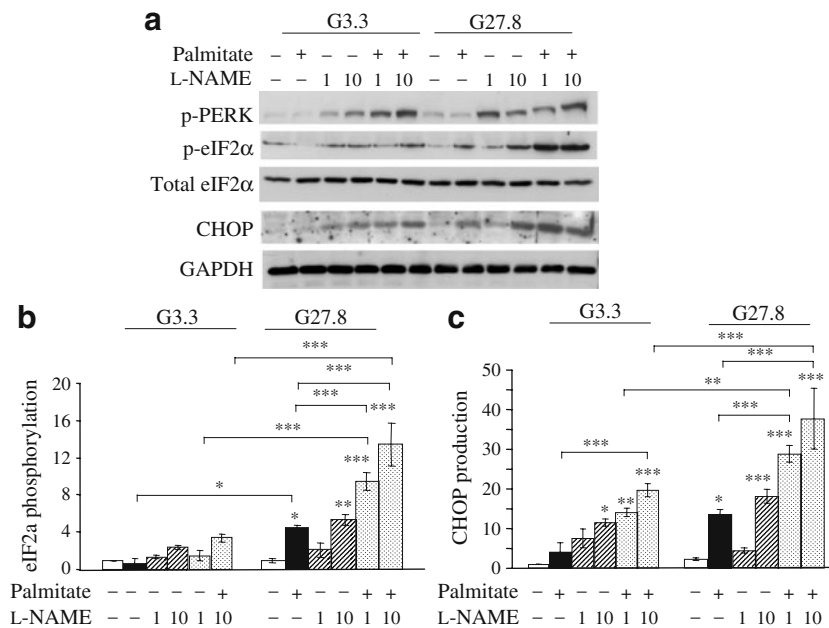 a
G3.3 G27.8
Palmitate – + – – + + – + – – + +
L-NAME – – 1 10 1 10 – – 1 10 1 10
p-PERK
p-eIF2α
Total eIF2α
CHOP
GAPDH
b
G3.3 G27.8
***
***
***
***
***
***
*
*
**
eIF2a phosphorylation
20
16
12
8
4
0
Palmitate – + – – + + – + – – + +
L-NAME – – 1 10 1 10 – – 1 10 1 10
c
G3.3 G27.8
***
***
**
***
***
***
***
***
***
*
**
*
CHOP production
50
40
30
20
10
0
Palmitate – + – – + + – + – – + +
L-NAME – – 1 10 1 10 – – 1 10 1 10